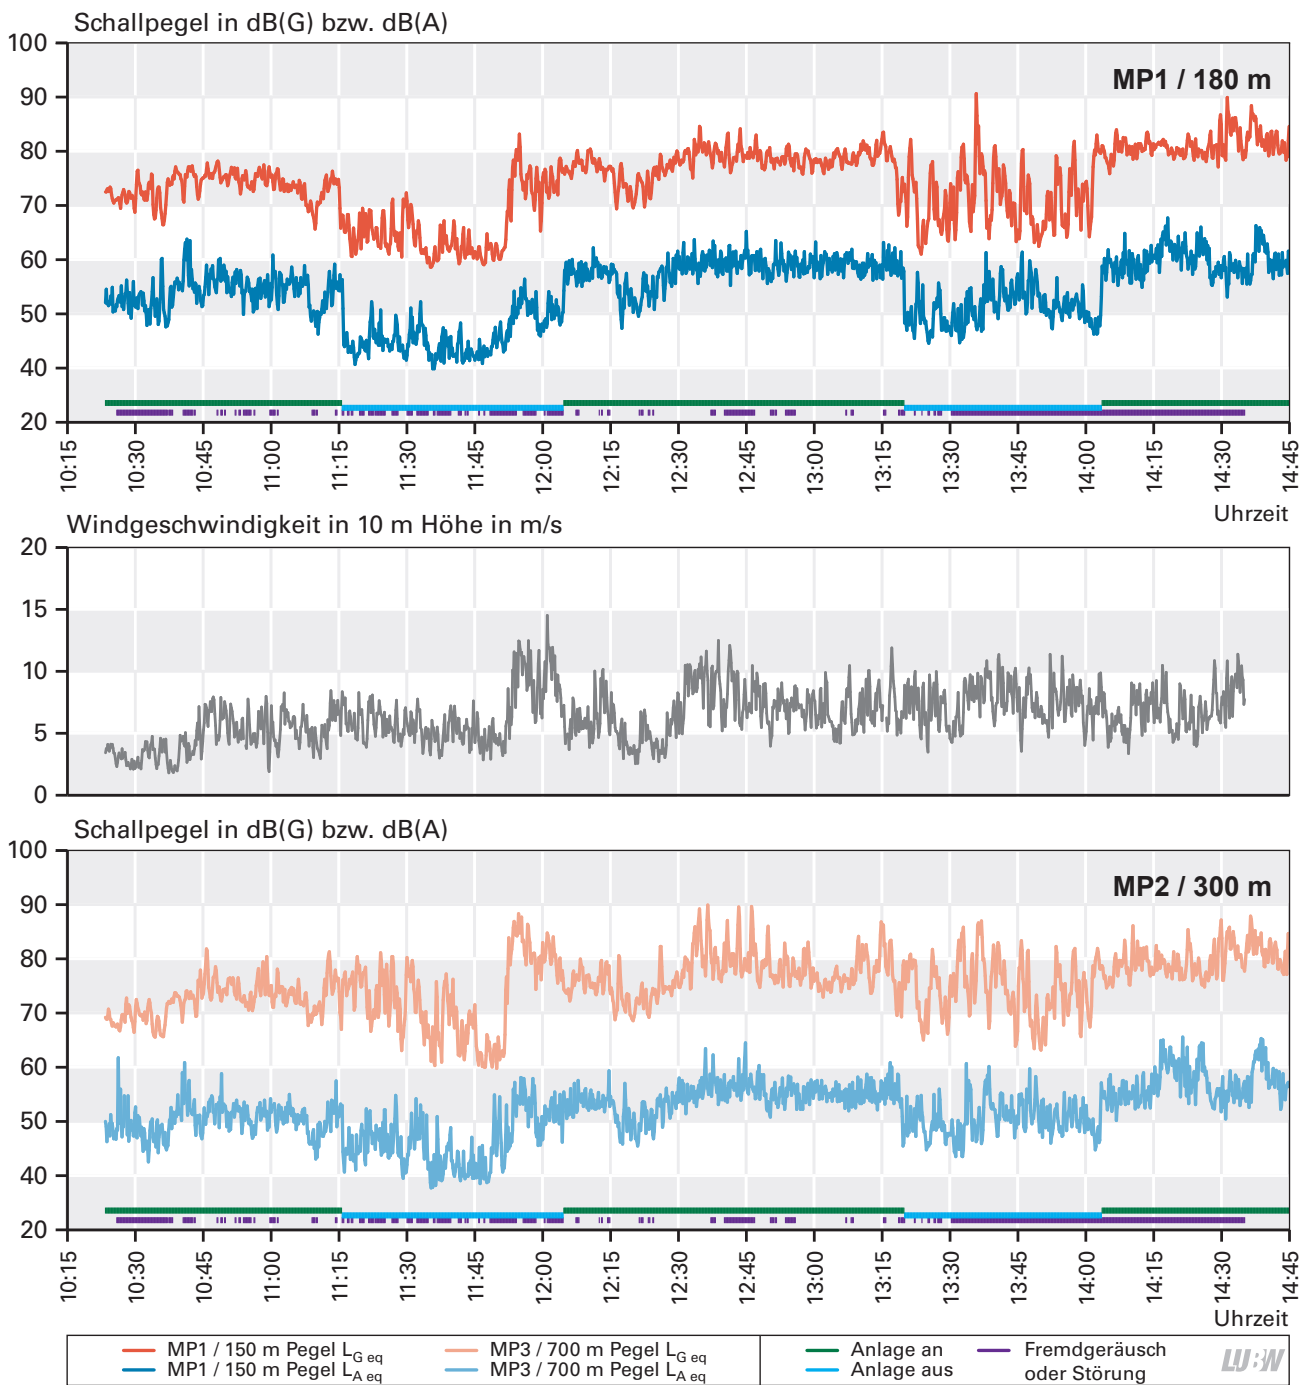 Schallpegel in dB(G) bzw. dB(A)
100
90
80
70
60
50
40
20
MP1 / 180 m
10:15 10:30 10:45 11:00 11:15 11:30 11:45 12:00 12:15 12:30 12:45 13:00 13:15 13:30 13:45 14:00 14:15 14:30 14:45
Uhrzeit
Windgeschwindigkeit in 10 m Höhe in m/s
20
15
10
5
0
Schallpegel in dB(G) bzw. dB(A)
100
90
80
70
60
50
40
20
MP2 / 300 m
10:15 10:30 10:45 11:00 11:15 11:30 11:45 12:00 12:15 12:30 12:45 13:00 13:15 13:30 13:45 14:00 14:15 14:30 14:45
Uhrzeit
MP1 / 150 m Pegel L G eq
MP1 / 150 m Pegel L A eq
MP3 / 700 m Pegel L G eq
MP3 / 700 m Pegel L A eq
Anlage an
Anlage aus
Fremdgeräusch
oder Störung
LUBW